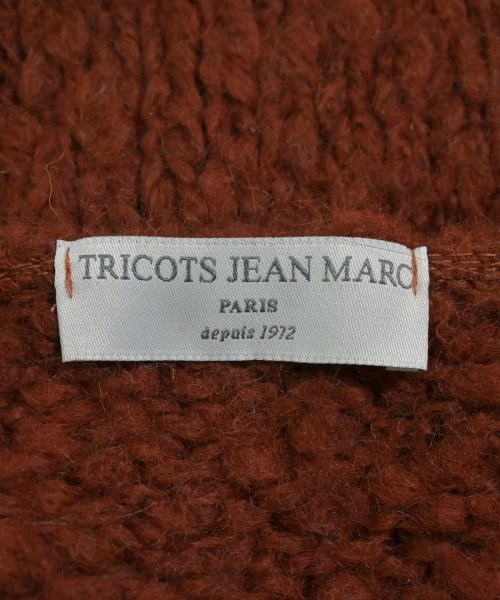 TRICOTS JEAN MARC
PARIS
depuis 1972